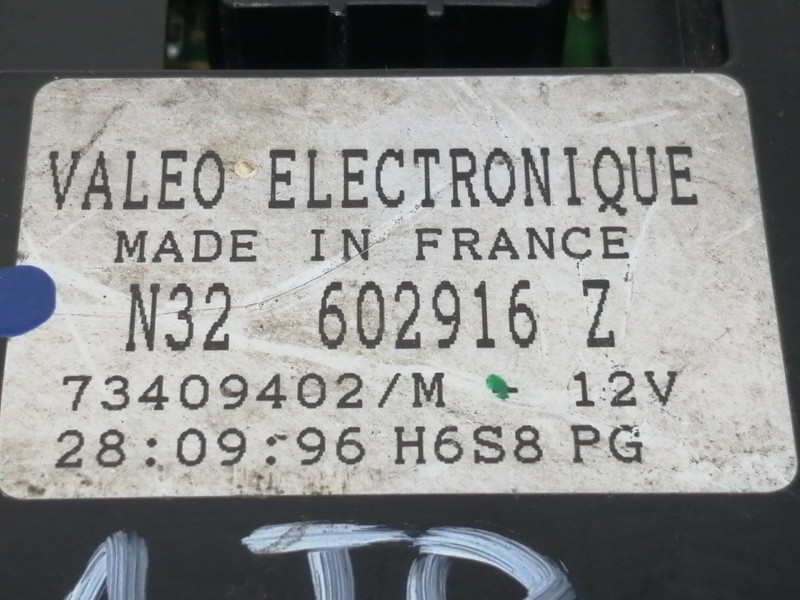 VALEO ELECTRONIQUE
MADE IN FRANCE
N32 602916 Z
73409402/M - 12V
28:09:96 H6S8 PG